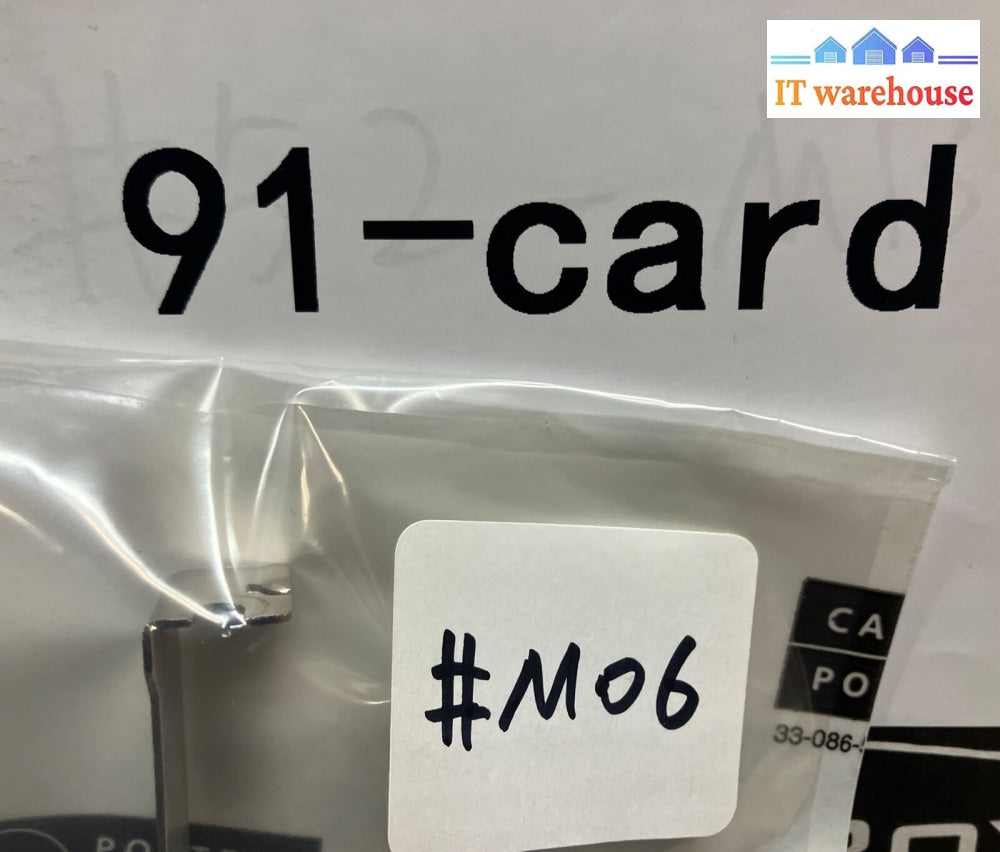 IT warehouse
91-card
#M06
CA
PO
33-086-